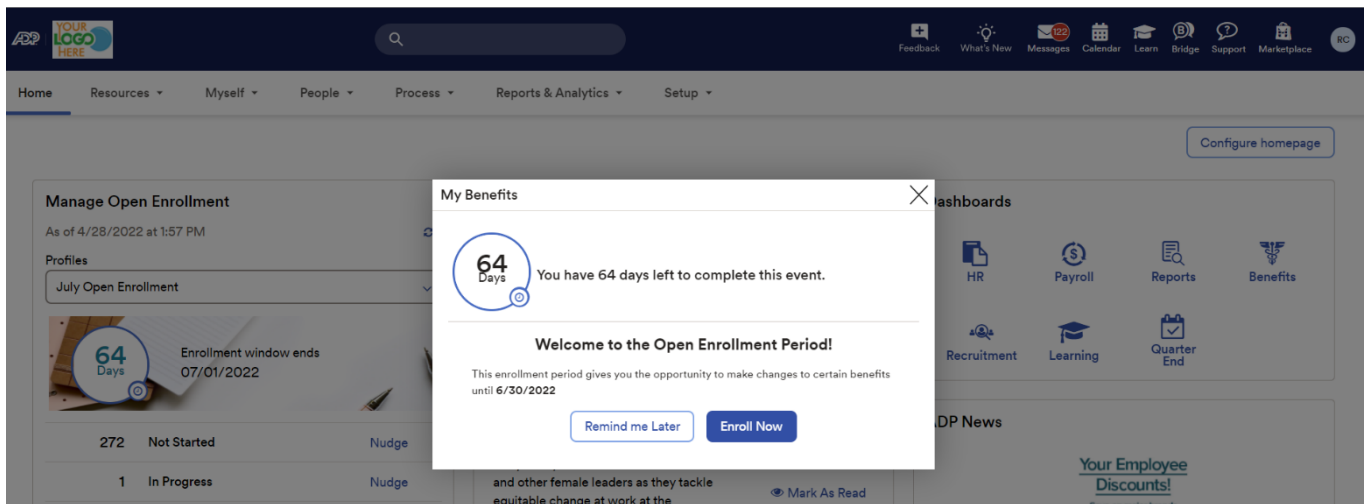 ADP
YOUR
LOGO
HERE
Feedback
What's New
Messages
122
Calendar
Learn
Bridge
Support
Marketplace
RC
Home
Resources
Myself
People
Process
Reports & Analytics
Setup
Configure homepage
Manage Open Enrollment
As of 4/28/2022 at 1:57 PM
Profiles
July Open Enrollment
64
Days
Enrollment window ends
07/01/2022
272 Not Started Nudge
1 In Progress Nudge
My Benefits
64
Days
You have 64 days left to complete this event.
Welcome to the Open Enrollment Period!
This enrollment period gives you the opportunity to make changes to certain benefits
until 6/30/2022
Remind me Later
Enroll Now
and other female leaders as they tackle
equitable change at work at the
Mark As Read
ashboards
HR
Payroll
Reports
Benefits
Recruitment
Learning
Quarter
End
DP News
Your Employee
Discounts!